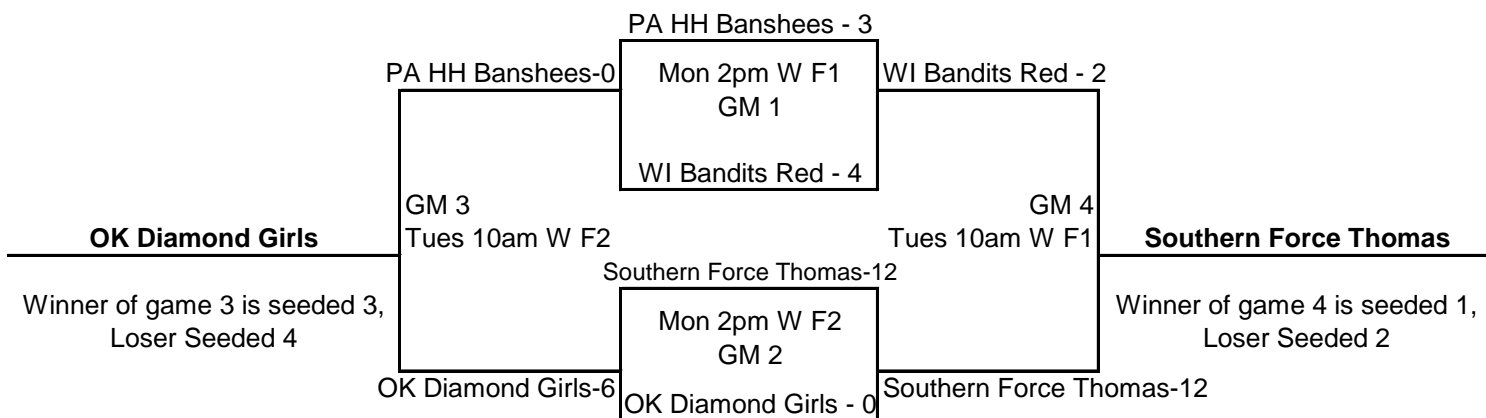 PA HH Banshees - 3
PA HH Banshees-0
Mon 2pm W F1
GM 1
WI Bandits Red - 2
WI Bandits Red - 4
GM 3
Tues 10am W F2
GM 4
Tues 10am W F1
OK Diamond Girls
Southern Force Thomas
Southern Force Thomas-12
Winner of game 3 is seeded 3,
Loser Seeded 4
Mon 2pm W F2
GM 2
Winner of game 4 is seeded 1,
Loser Seeded 2
OK Diamond Girls-6
OK Diamond Girls - 0
Southern Force Thomas-12